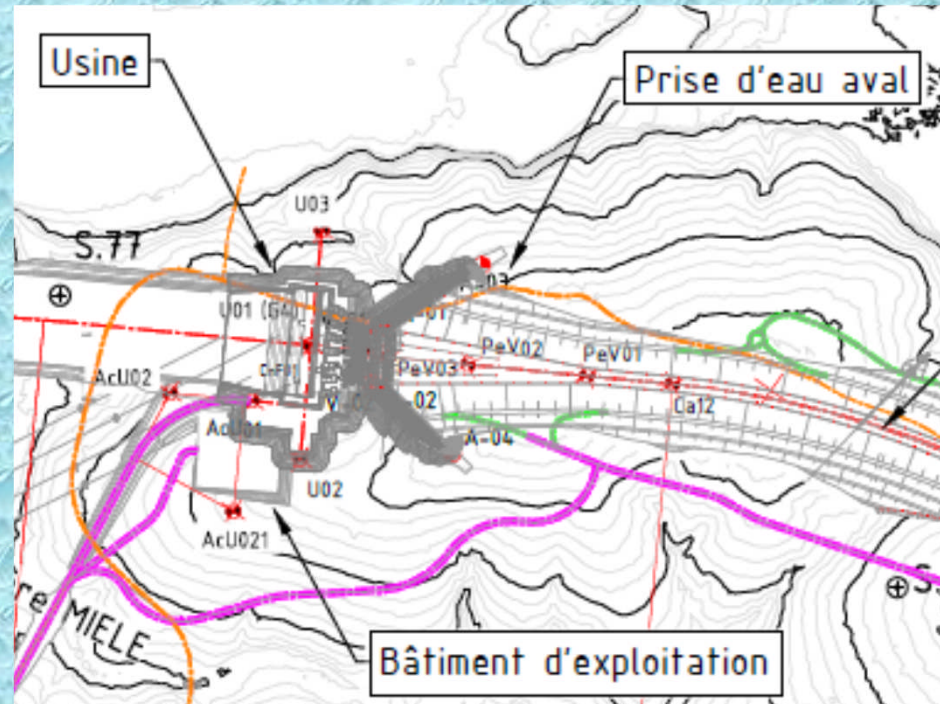 Usine
Prise d'eau aval
U03
S.77
U01 (GA
PeV02
PeV01
PeV03
AcU02
02
Ca12
A-04
U02
AcU021
re MIELE
Bâtiment d'exploitation